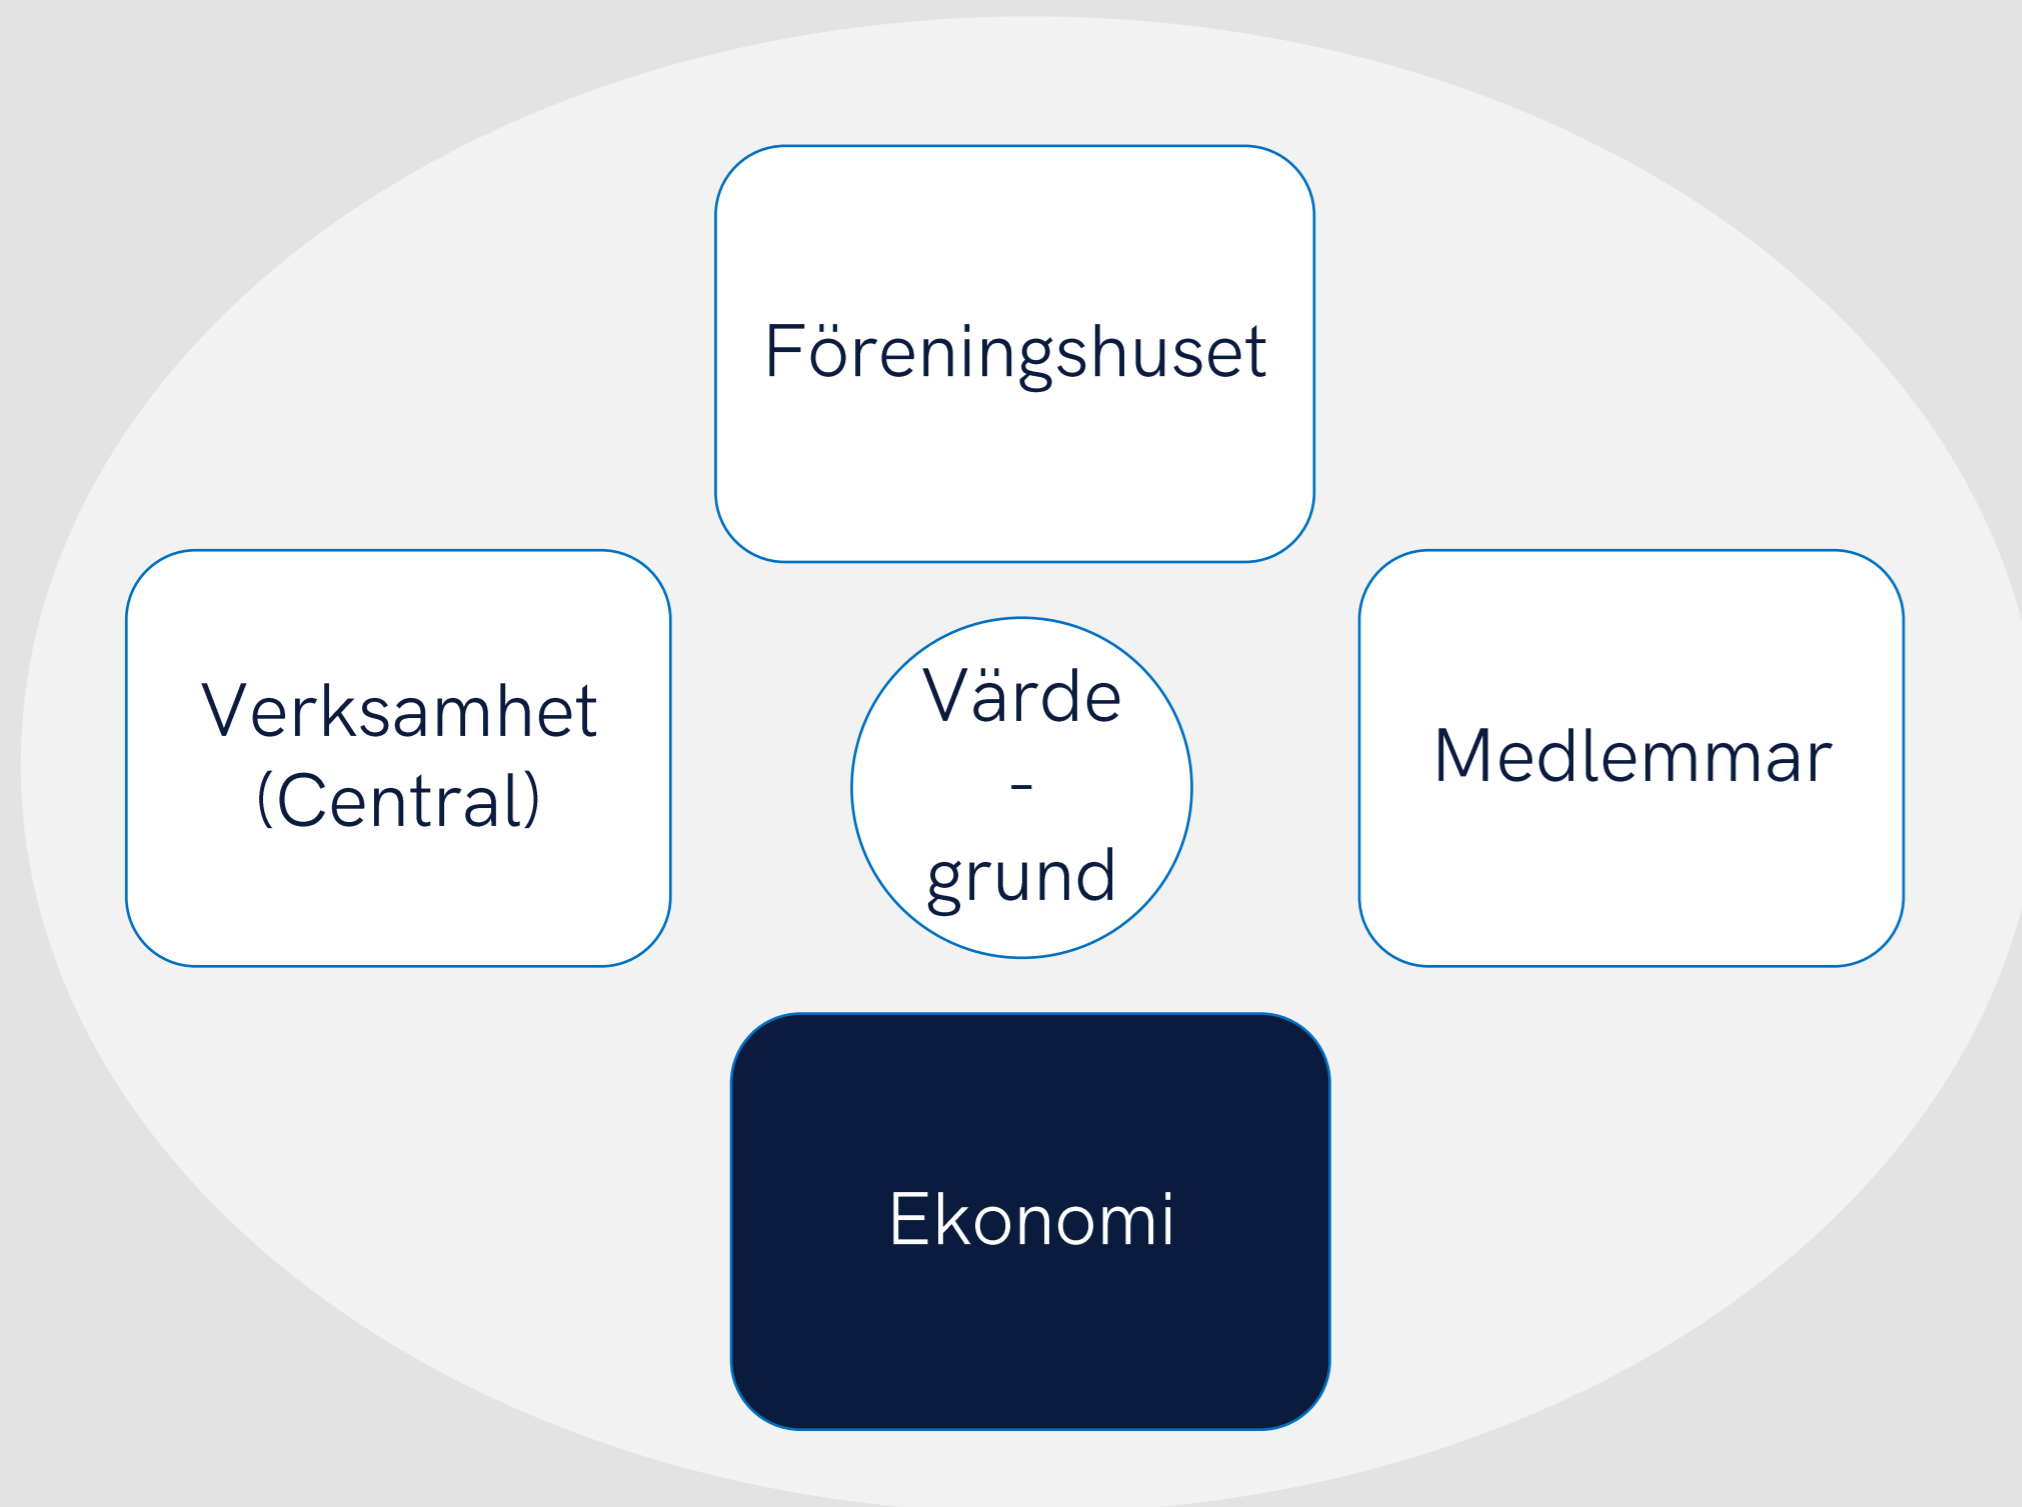 Föreningshuset
Verksamhet
(Central)
Värde
-
grund
Medlemmar
Ekonomi